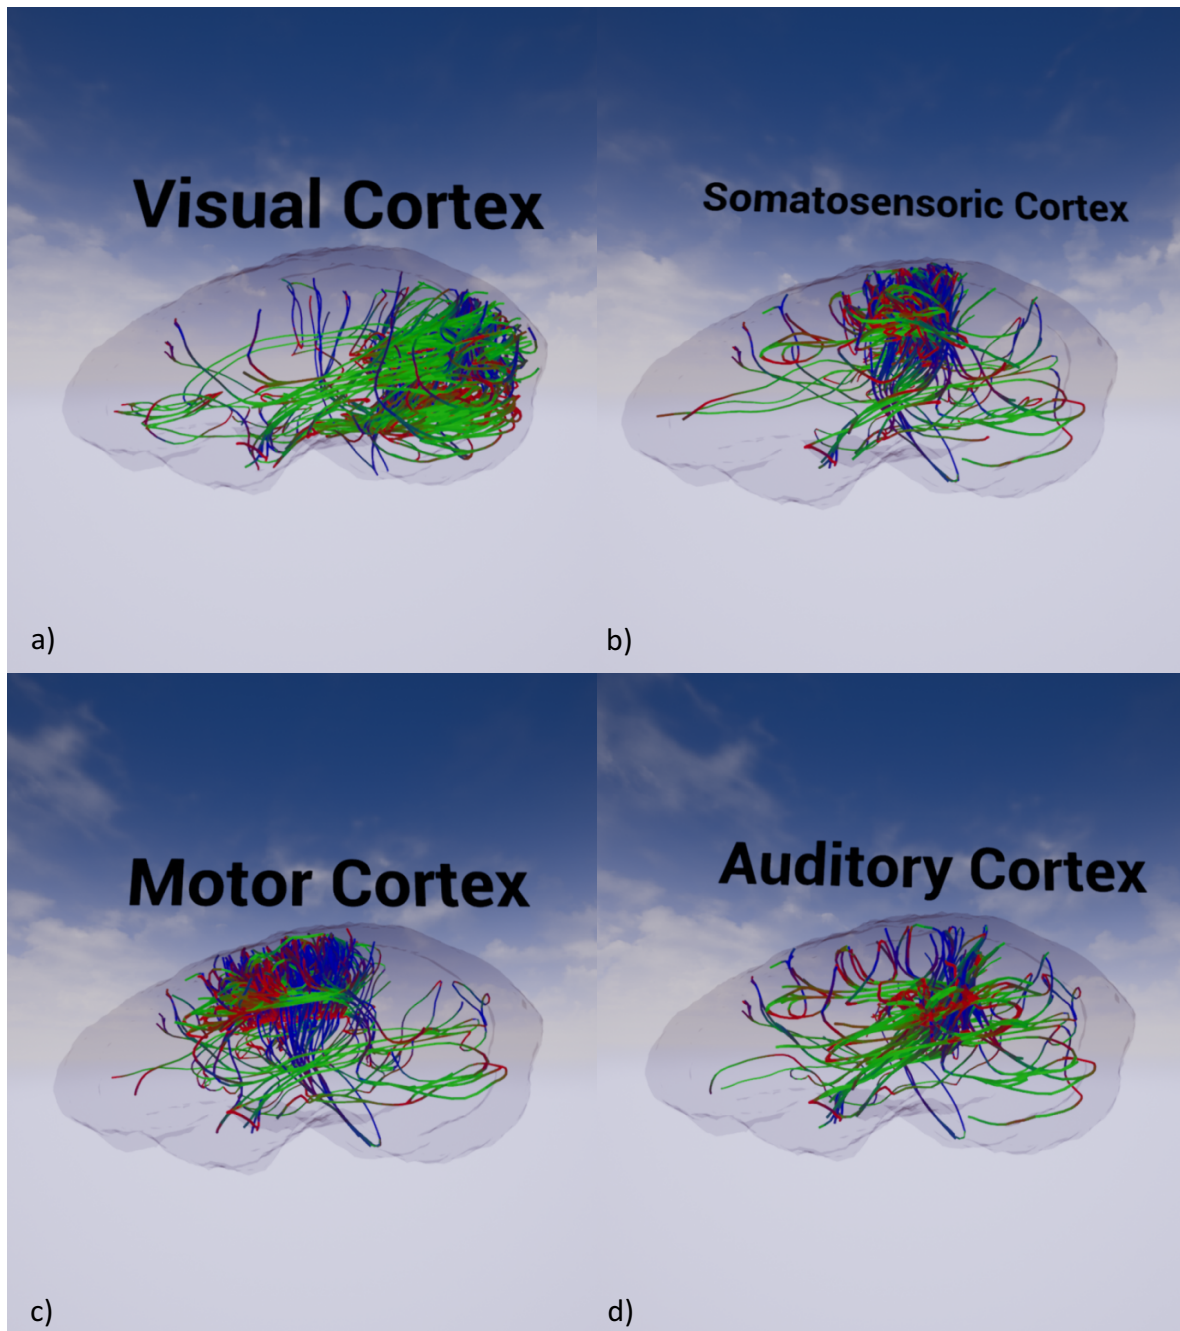 Visual Cortex
Somatosensoric Cortex
a)
b)
Motor Cortex
Auditory Cortex
c)
d)